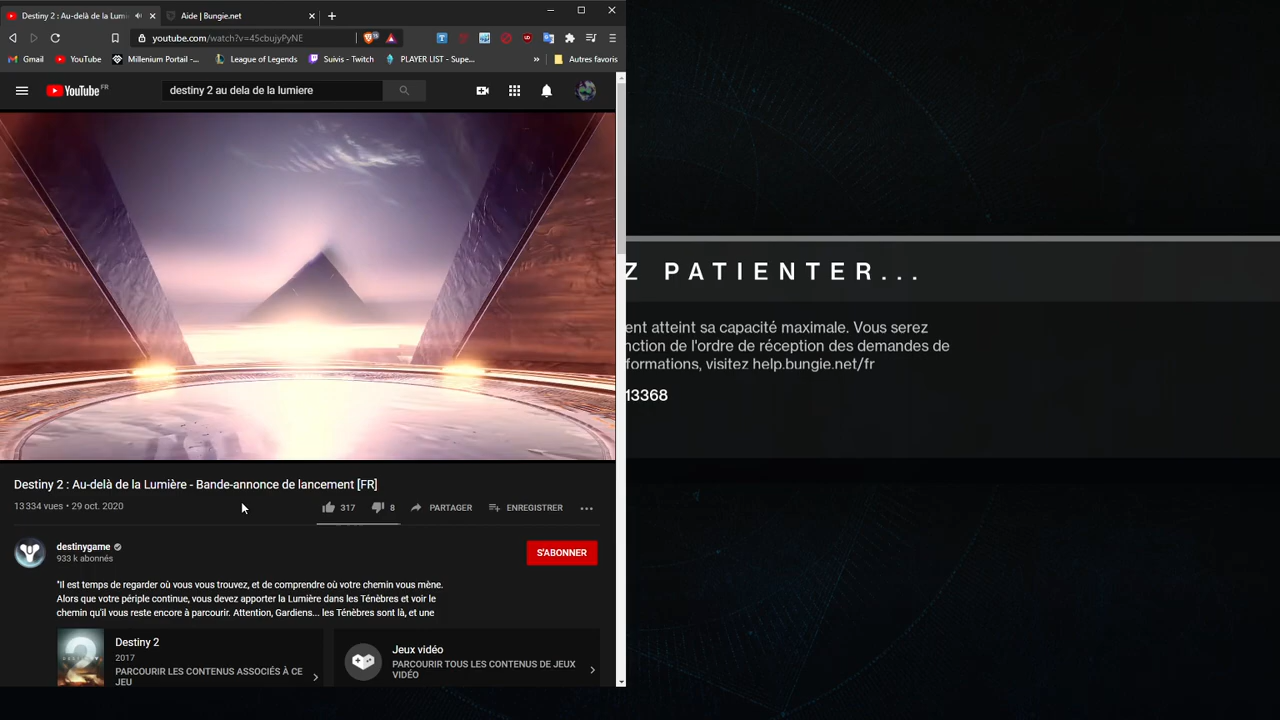 Destiny 2 : Au-delà de la Lumi
Aide | Bungie.net
youtube.com/watch?v=45cbujyPyNE
Gmail
YouTube
Millenium Portal -...
League of Legends
Suivis - Twitch
PLAYER LIST - Supe...
»
Autres favoris
YouTube FR
destiny 2 au dela de la lumiere
Z PATIENTER...
ent atteint sa capacité maximale. Vous serez
nction de l'ordre de réception des demandes de
formations, visitez help.bungie.net/fr
13368
Destiny 2 : Au-delà de la Lumière - Bande-annonce de lancement [FR]
13 334 vues • 29 oct. 2020
317
8
PARTAGER
ENREGISTRER
destinygame
933 k abonnés
S'ABONNER
"Il est temps de regarder où vous vous trouvez, et de comprendre où votre chemin vous mène.
Alors que votre périple continue, vous devez apporter la Lumière dans les Ténèbres et voir le
chemin qu'il vous reste encore à parcourir. Attention, Gardiens... les Ténèbres sont là, et une
Destiny 2
2017
PARCOURIR LES CONTENUS ASSOCIÉS À CE
JEU
Jeux vidéo
PARCOURIR TOUS LES CONTENUS DE JEUX
VIDÉO